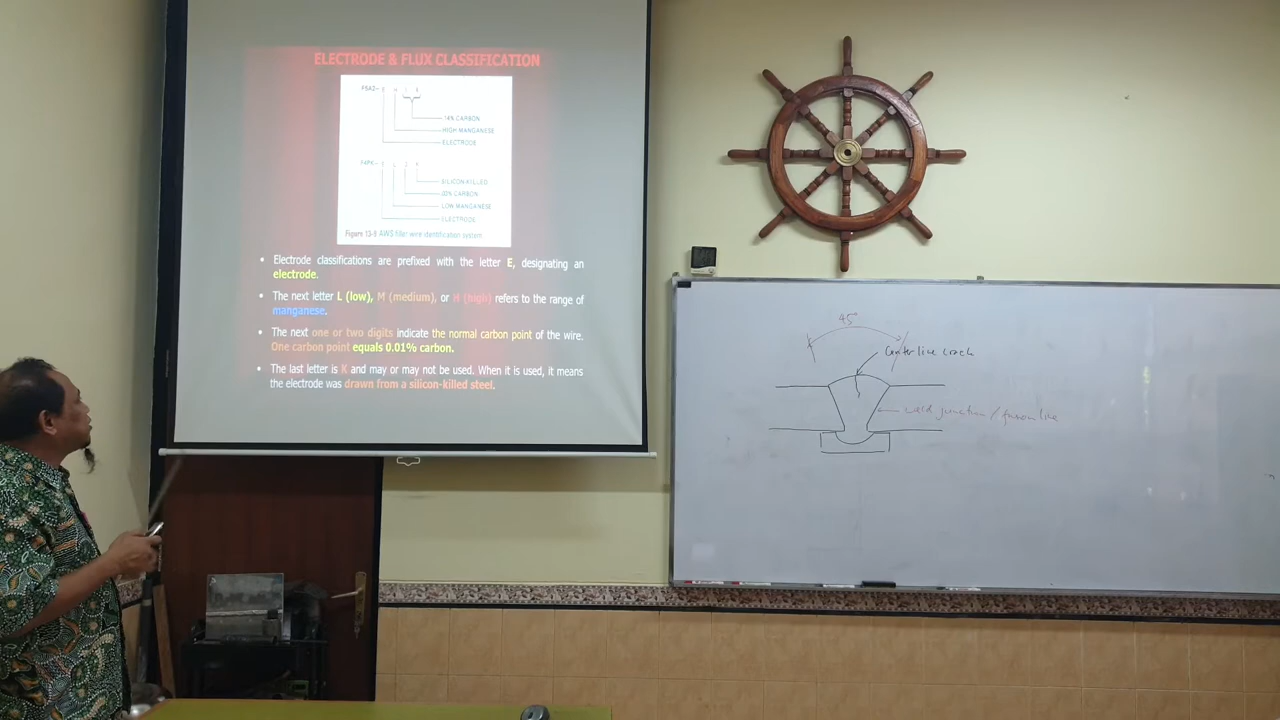 ELECTRODE & FLUX CLASSIFICATION
CARBON
HIGH MANGANESE
ELECTRODE
SILICON KILLED
CARBON
LOW MANGANESE
ELECTRODE
Figure 13-8 AWS filler wire identification system
• Electrode classifications are prefixed with the letter E, designating an
electrode.
• The next letter L (low), M (medium), or H (high) refers to the range of
manganese.
• The next one or two digits indicate the normal carbon point of the wire.
One carbon point equals 0.01% carbon.
• The last letter is K and may or may not be used. When it is used, it means
the electrode was drawn from a silicon-killed steel.
45°
Center line crack
weld junction / fusion line